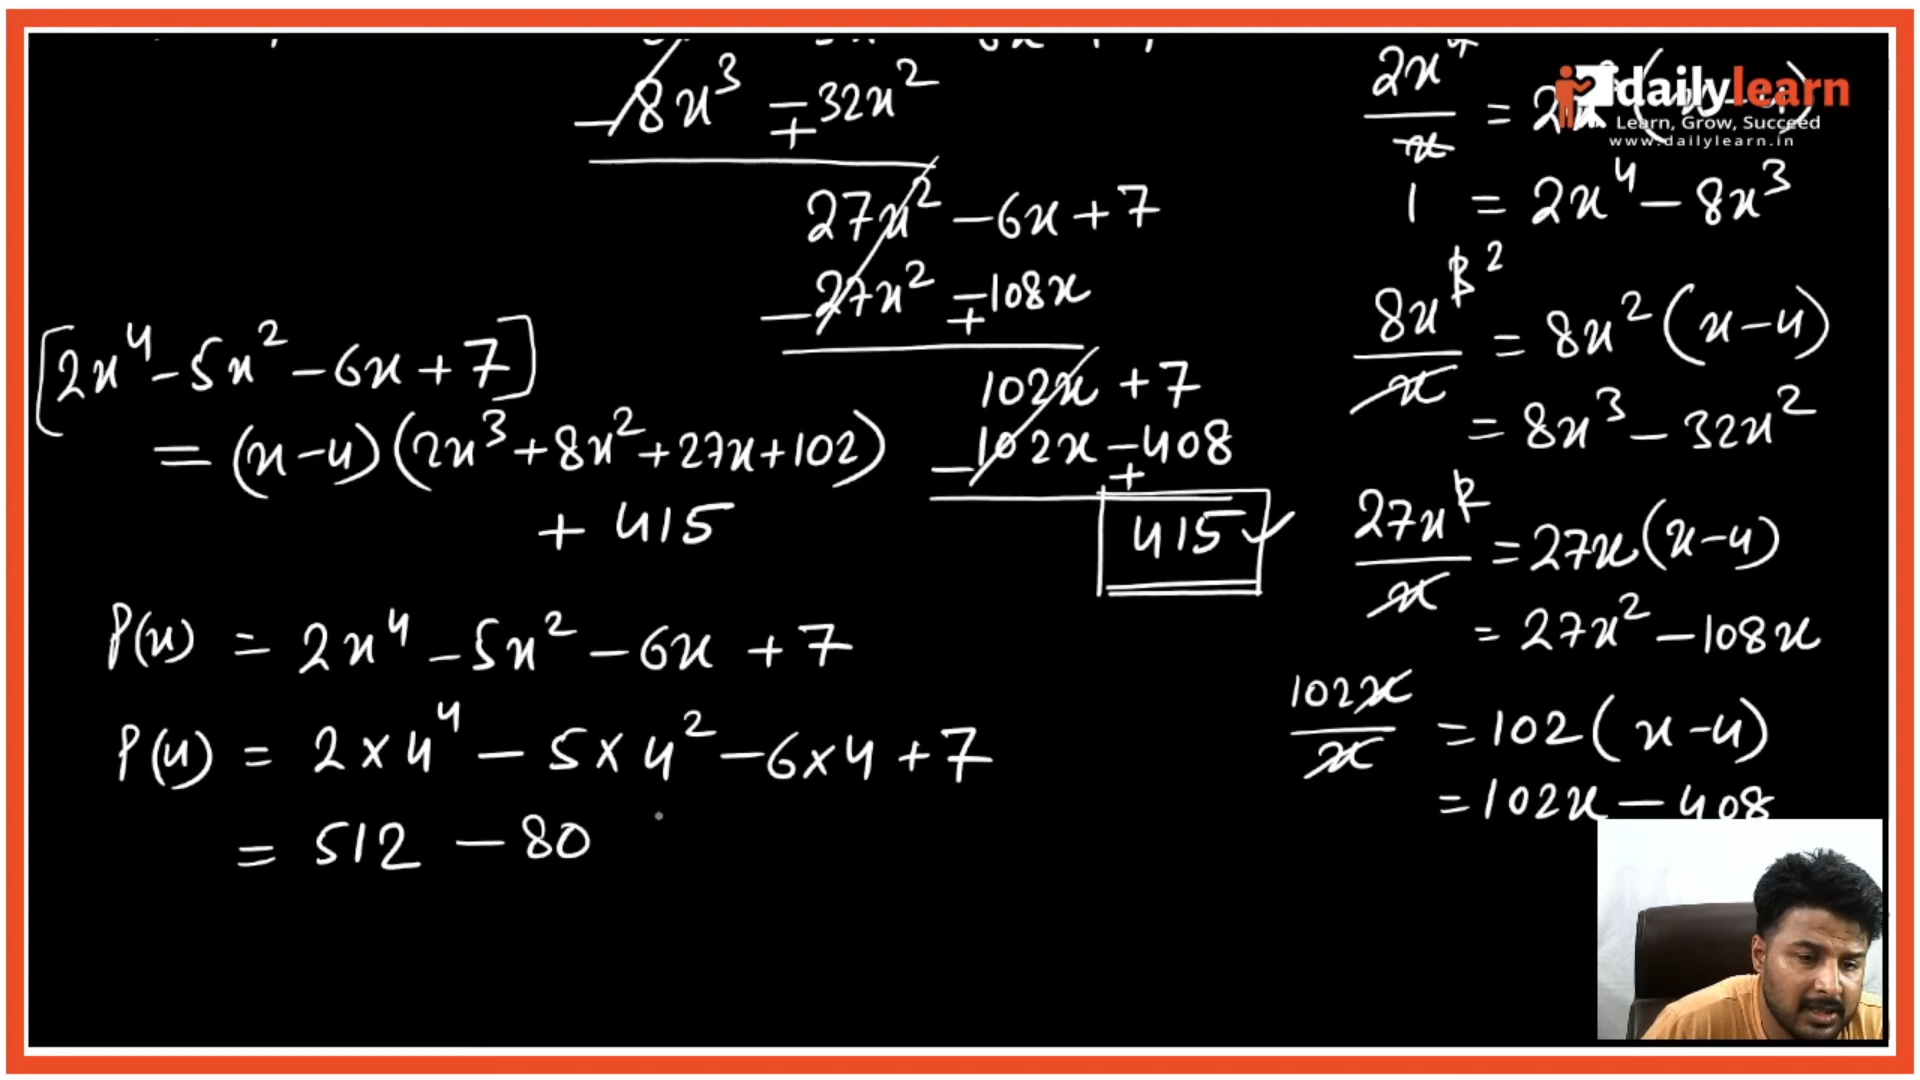 -8x³ -+32x²
27x² - 6x + 7
-27x² -+108x
102x + 7
-102x -+408
415 ✓
[2x⁴ - 5x² - 6x + 7]
= (x-4)(2x³ + 8x² + 27x + 102)
+ 415
P(x) = 2x⁴ - 5x² - 6x + 7
P(4) = 2 × 4⁴ - 5 × 4² - 6 × 4 + 7
= 512 - 80
2x⁴/x = 2x
1 = 2x⁴ - 8x³
8x³ ²/x = 8x²(x-4)
= 8x³ - 32x²
27x²/x = 27x(x-4)
= 27x² - 108x
102x/x = 102(x-4)
= 102x - 408
dailylearn
Learn, Grow, Succeed
www.dailylearn.in